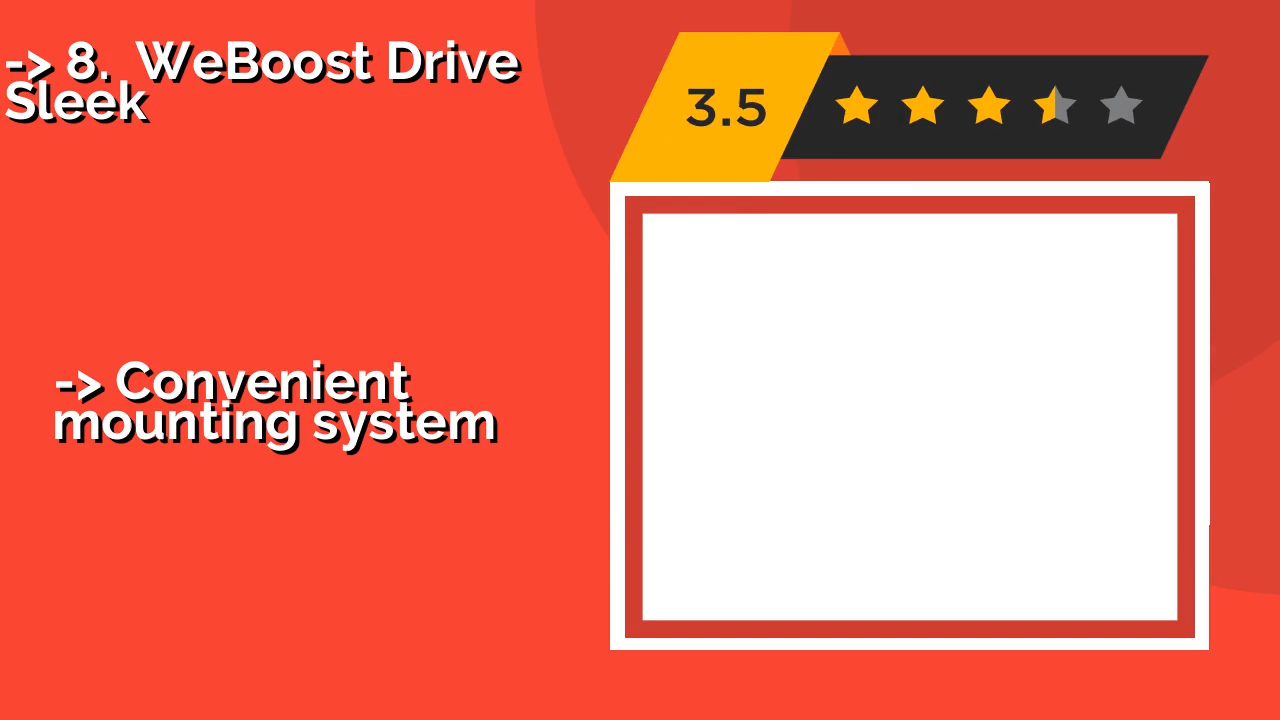 -> 8.  WeBoost Drive
Sleek
3.5
-> Convenient
mounting system